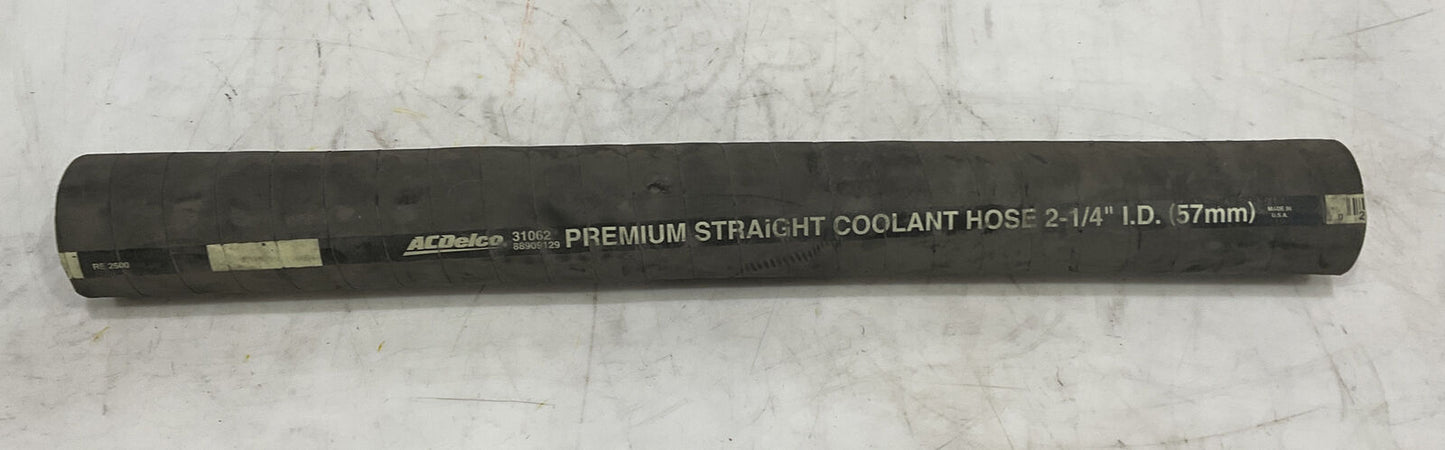 RE 2500
ACDelco
31062
88909129
PREMIUM STRAiGHT COOLANT HOSE 2-1/4" I.D. (57mm)
MADE IN
U.S.A.